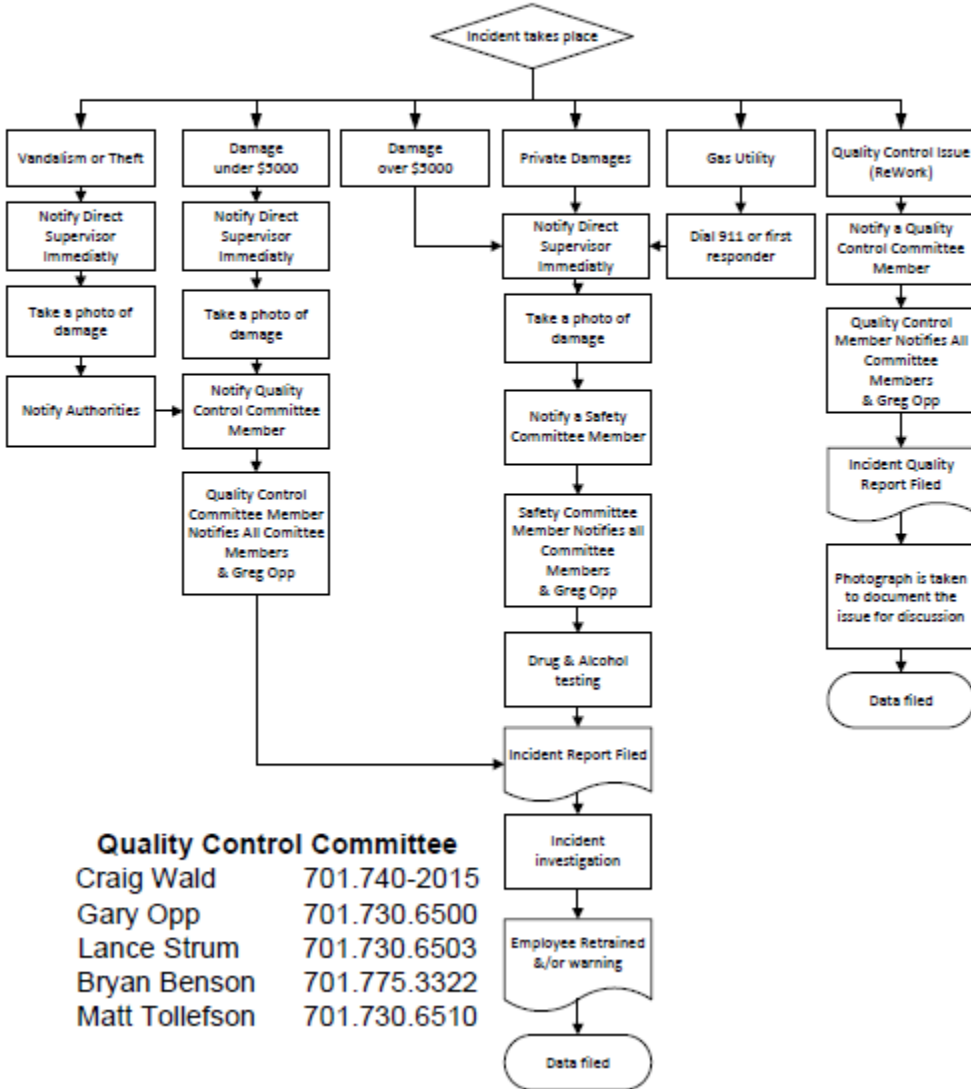 Incident takes place
Vandalism or Theft
Notify Direct
Supervisor
Immediatly
Take a photo of
damage
Notify Authorities
Damage
under $5000
Notify Direct
Supervisor
Immediatly
Take a photo of
damage
Notify Quality
Control Committee
Member
Quality Control
Committee Member
Notifies All Comittee
Members
& Greg Opp
Damage
over $5000
Private Damages
Notify Direct
Supervisor
Immediatly
Take a photo of
damage
Notify a Safety
Committee Member
Safety Committee
Member Notifies all
Committee
Members
& Greg Opp
Drug & Alcohol
testing
Incident Report Filed
Incident
investigation
Employee Retrained
&/or warning
Data filed
Gas Utility
Dial 911 or first
responder
Quality Control Issue
(ReWork)
Notify a Quality
Control Committee
Member
Quality Control
Member Notifies All
Committee
Members
& Greg Opp
Incident Quality
Report Filed
Photograph is taken
to document the
issue for discussion
Data filed
Quality Control Committee
Craig Wald 701.740-2015
Gary Opp 701.730.6500
Lance Strum 701.730.6503
Bryan Benson 701.775.3322
Matt Tollefson 701.730.6510